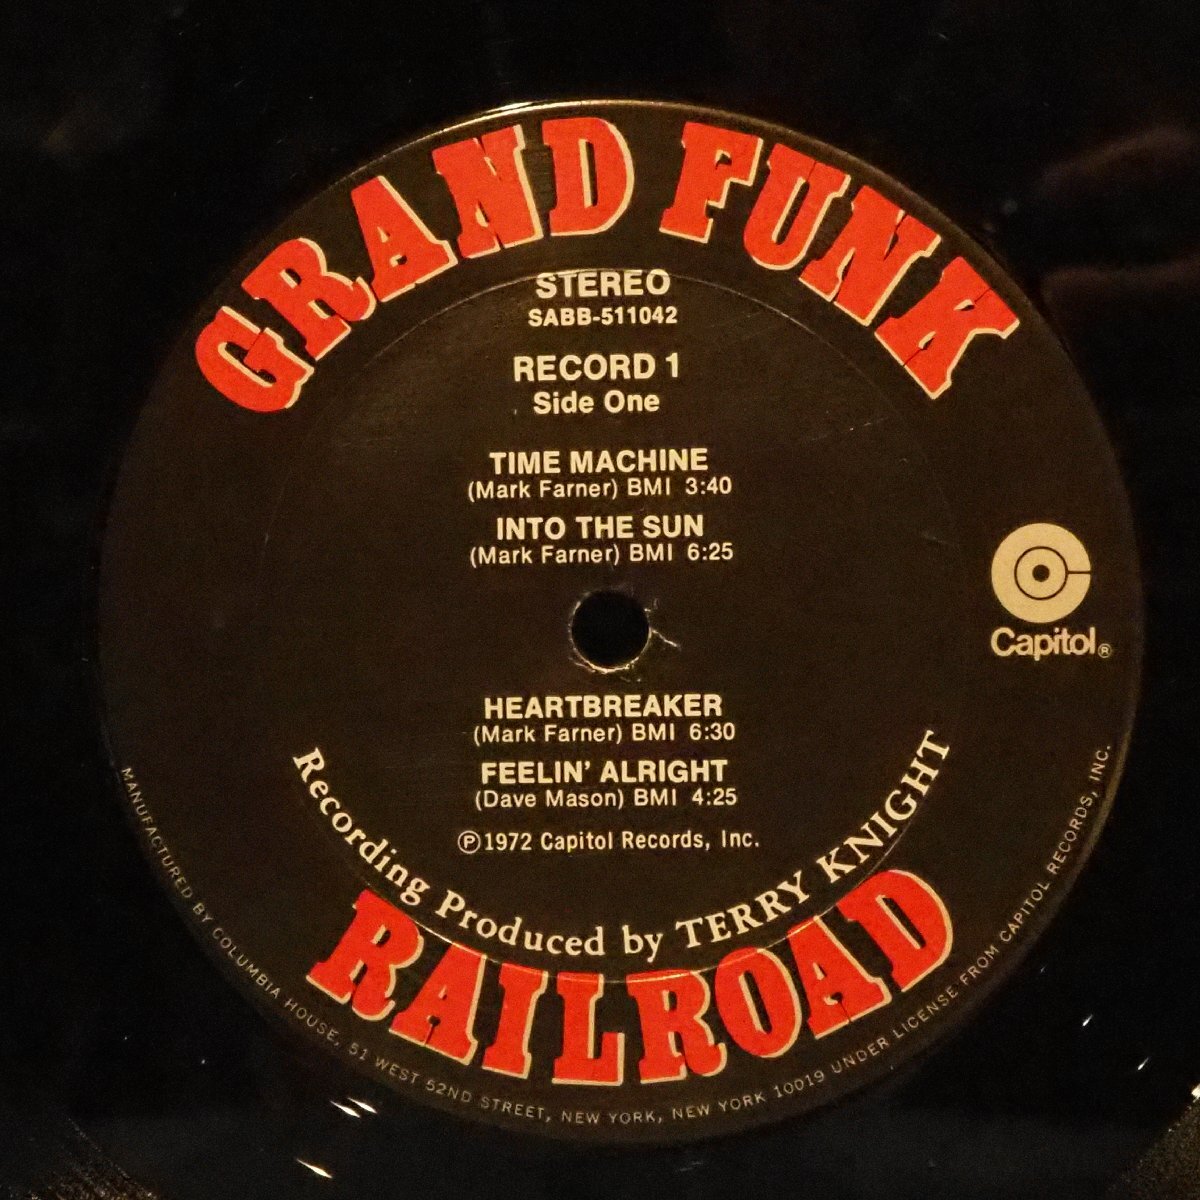 GRAND FUNK
STEREO
SABB-511042
RECORD 1
Side One
TIME MACHINE
(Mark Farner) BMI 3:40
INTO THE SUN
(Mark Farner) BMI 6:25
Capitol®
HEARTBREAKER
(Mark Farner) BMI 6:30
FEELIN' ALRIGHT
(Dave Mason) BMI 4:25
Ⓟ1972 Capitol Records, Inc.
Recording Produced by TERRY KNIGHT
RAILROAD
MANUFACTURED BY COLUMBIA HOUSE, 51 WEST 52ND STREET, NEW YORK, NEW YORK 10019 UNDER LICENSE FROM CAPITOL RECORDS, INC.